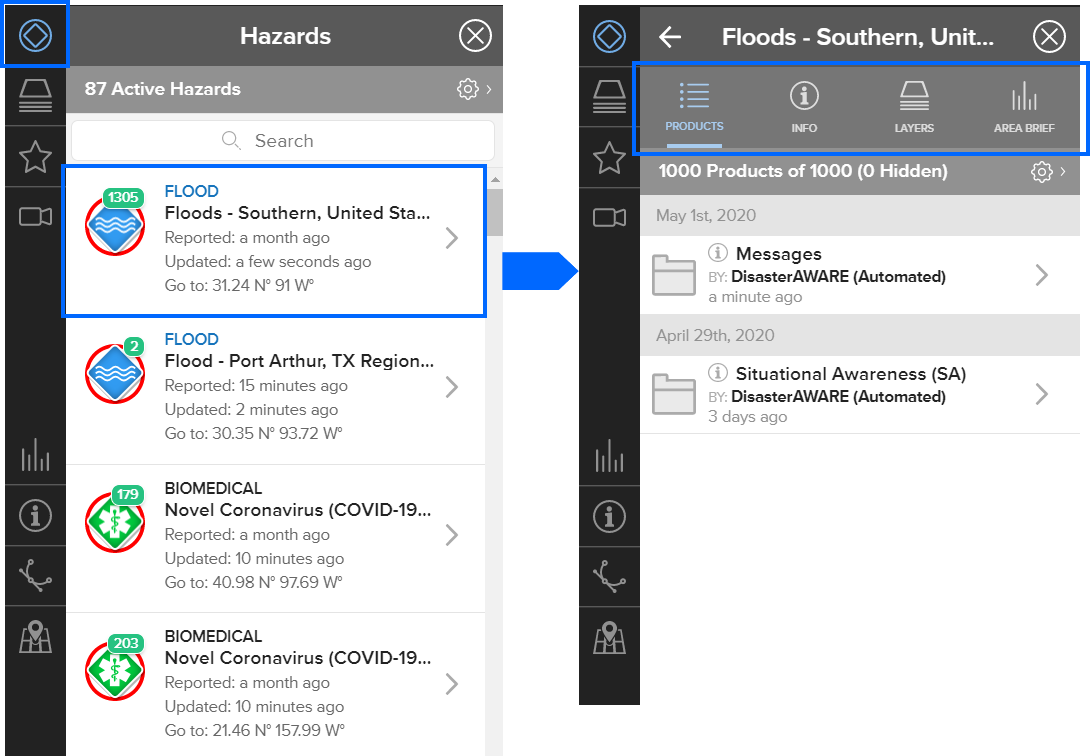 Hazards
87 Active Hazards
Search
1305
FLOOD
Floods - Southern, United Sta...
Reported: a month ago
Updated: a few seconds ago
Go to: 31.24 N° 91 W°
2
FLOOD
Flood - Port Arthur, TX Region...
Reported: 15 minutes ago
Updated: 2 minutes ago
Go to: 30.35 N° 93.72 W°
179
BIOMEDICAL
Novel Coronavirus (COVID-19...
Reported: a month ago
Updated: 10 minutes ago
Go to: 40.98 N° 97.69 W°
203
BIOMEDICAL
Novel Coronavirus (COVID-19...
Reported: a month ago
Updated: 10 minutes ago
Go to: 21.46 N° 157.99 W°
Floods - Southern, Unit...
PRODUCTS INFO LAYERS AREA BRIEF
1000 Products of 1000 (0 Hidden)
May 1st, 2020
Messages
BY: DisasterAWARE (Automated)
a minute ago
April 29th, 2020
Situational Awareness (SA)
BY: DisasterAWARE (Automated)
3 days ago